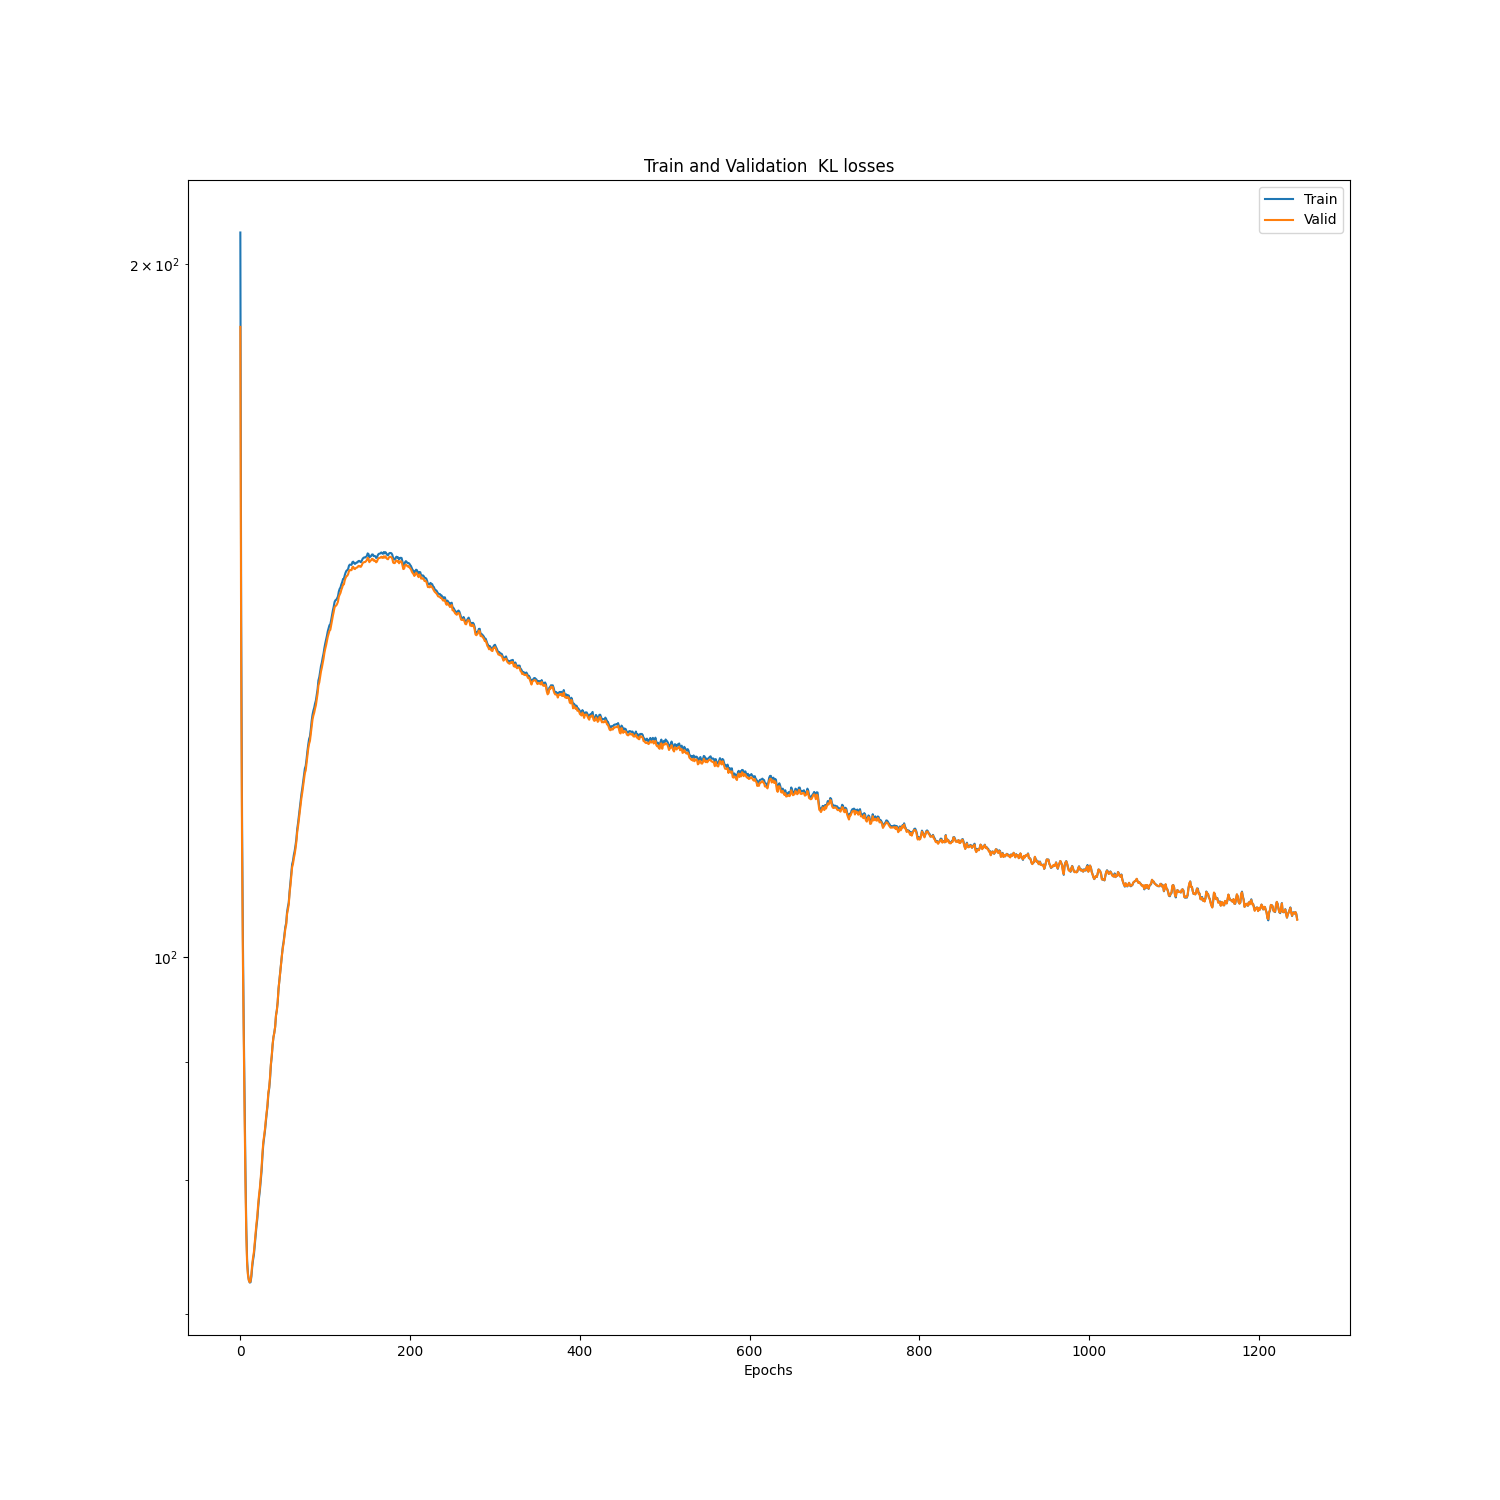 Train and Validation  KL losses
Train
Valid
2 × 10²
10²
0 200 400 600 800 1000 1200
Epochs